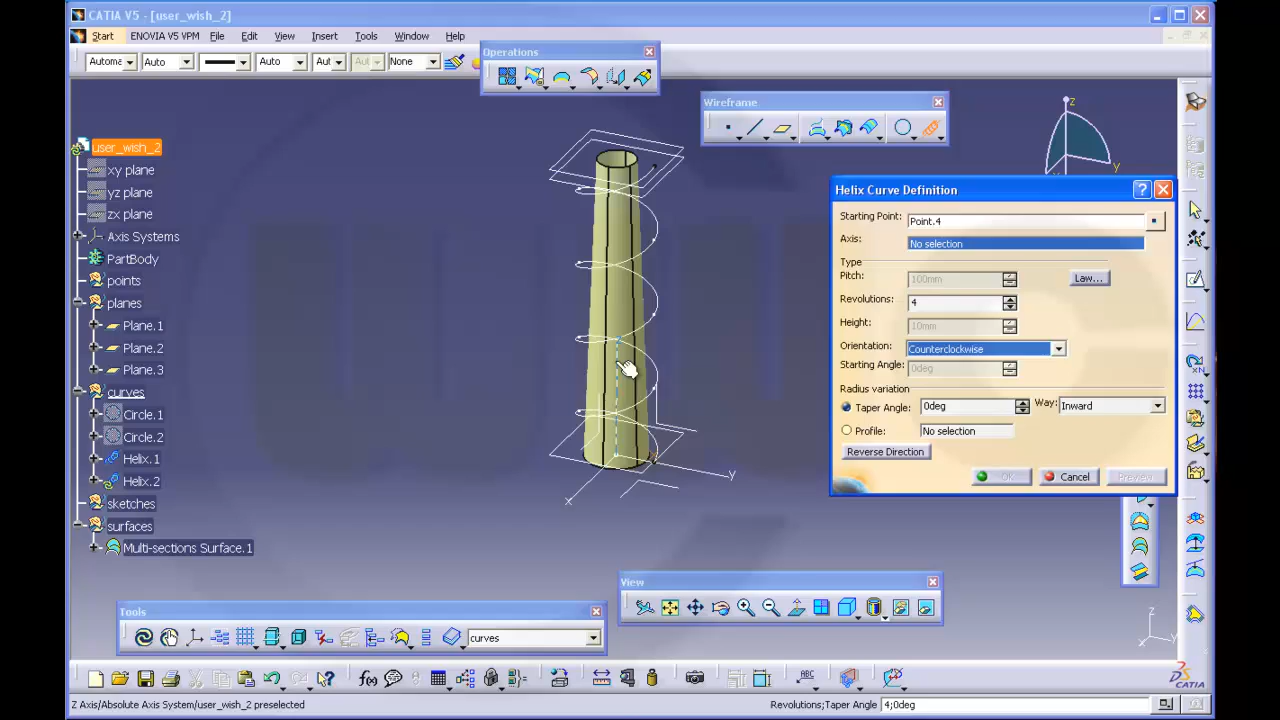 CATIA V5 - [user_wish_2]
Start ENOVIA V5 VPM File Edit View Insert Tools Window Help
Automa Auto Auto Aut Aut None
Operations
Wireframe
z
y
x
user_wish_2
xy plane
yz plane
zx plane
Axis Systems
PartBody
points
planes
Plane.1
Plane.2
Plane.3
curves
Circle.1
Circle.2
Helix.1
Helix.2
sketches
surfaces
Multi-sections Surface.1
Y
X
Helix Curve Definition
Starting Point: Point.4
Axis: No selection
Type
Pitch: 100mm Law...
Revolutions: 4
Height: 10mm
Orientation: Counterclockwise
Starting Angle: 0deg
Radius variation
Taper Angle: 0deg Way: Inward
Profile: No selection
Reverse Direction
OK Cancel Preview
View
Tools
curves
z
x
y
f(x)
ABC
CATIA
Z Axis/Absolute Axis System/user_wish_2 preselected Revolutions;Taper Angle 4;0deg